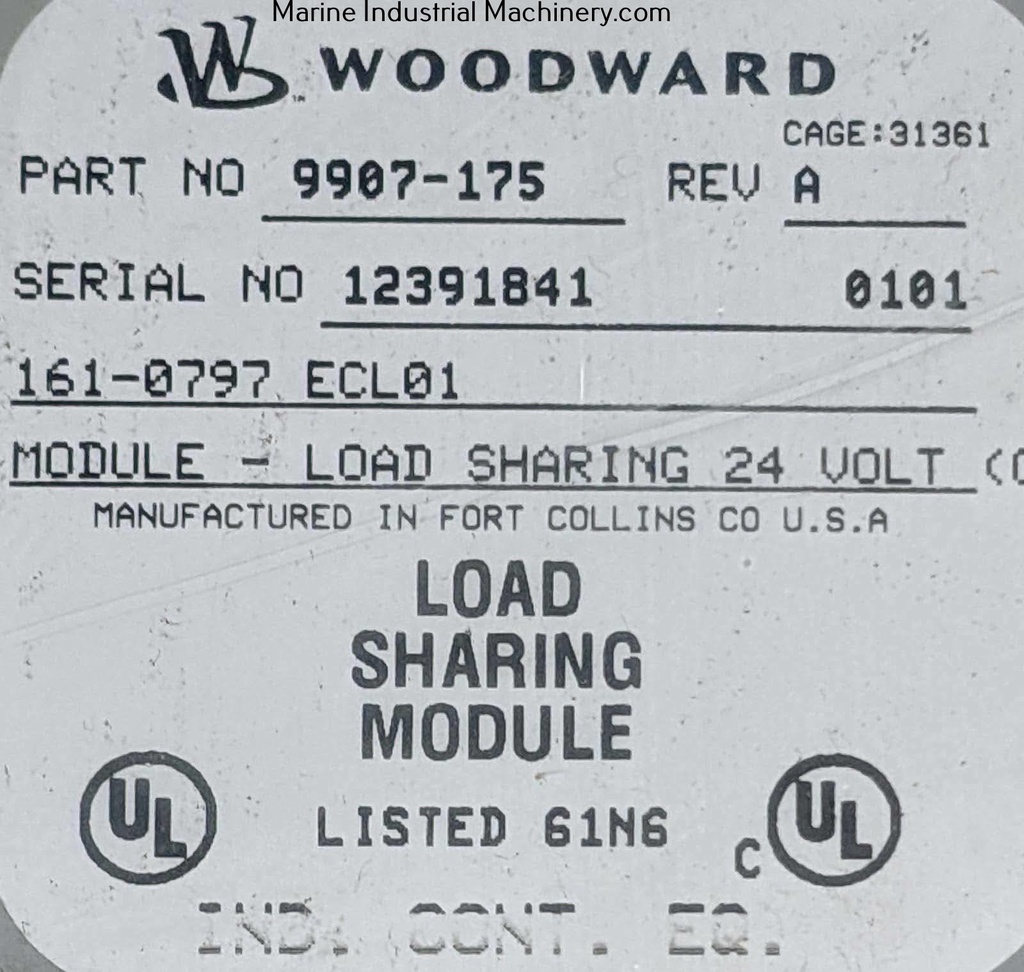 Marine Industrial Machinery.com
WOODWARD
CAGE:31361
PART NO 9907-175 REV A
SERIAL NO 12391841 0101
161-0797 ECL01
MODULE - LOAD SHARING 24 VOLT (
MANUFACTURED IN FORT COLLINS CO U.S.A
LOAD
SHARING
MODULE
UL LISTED 61N6 C UL
IND. CONT. EQ.